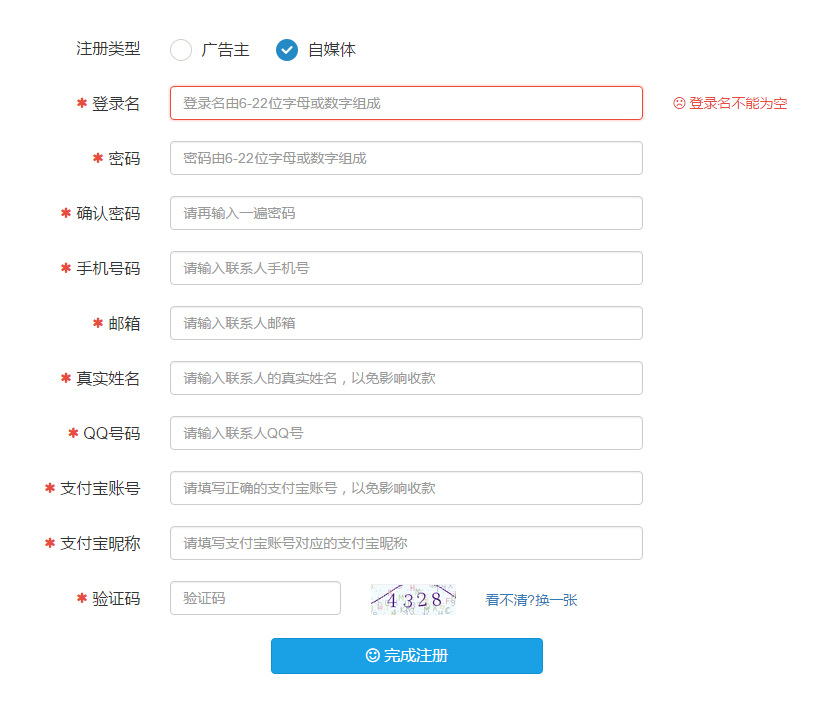 注册类型 广告主 自媒体
* 登录名 登录名由6-22位字母或数字组成 登录名不能为空
* 密码 密码由6-22位字母或数字组成
* 确认密码 请再输入一遍密码
* 手机号码 请输入联系人手机号
* 邮箱 请输入联系人邮箱
* 真实姓名 请输入联系人的真实姓名，以免影响收款
* QQ号码 请输入联系人QQ号
* 支付宝账号 请填写正确的支付宝账号，以免影响收款
* 支付宝昵称 请填写支付宝账号对应的支付宝昵称
* 验证码 验证码 4328 看不清?换一张
完成注册